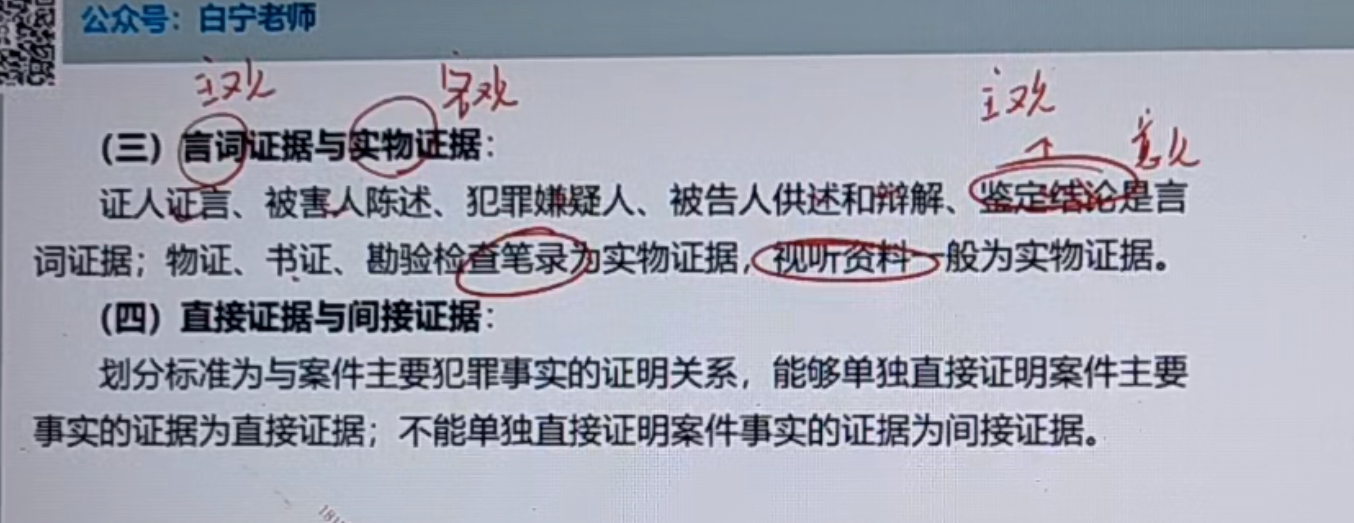 公众号：白宁老师
主观
客观
主观
意见
（三）言词证据与实物证据：
证人证言、被害人陈述、犯罪嫌疑人、被告人供述和辩解、鉴定结论是言
词证据；物证、书证、勘验检查笔录为实物证据，视听资料一般为实物证据。
（四）直接证据与间接证据：
划分标准为与案件主要犯罪事实的证明关系，能够单独直接证明案件主要
事实的证据为直接证据；不能单独直接证明案件事实的证据为间接证据。